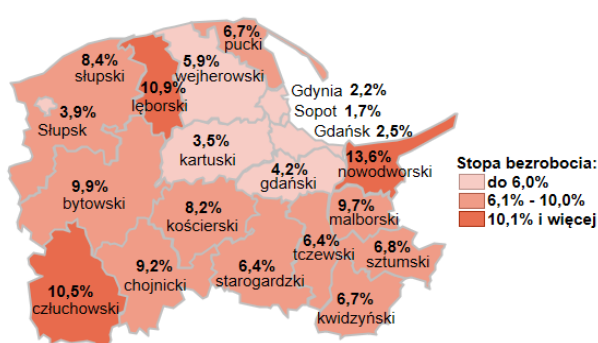 6,7%
pucki
8,4%
słupski
5,9%
wejherowski
10,9%
lęborski
Gdynia 2,2%
Sopot 1,7%
Gdańsk 2,5%
3,9%
Słupsk
3,5%
kartuski
13,6%
nowodworski
4,2%
gdański
9,9%
bytowski
8,2%
kościerski
9,7%
malborski
6,4%
tczewski
6,8%
sztumski
9,2%
chojnicki
6,4%
starogardzki
10,5%
człuchowski
6,7%
kwidzyński
Stopa bezrobocia:
do 6,0%
6,1% - 10,0%
10,1% i więcej